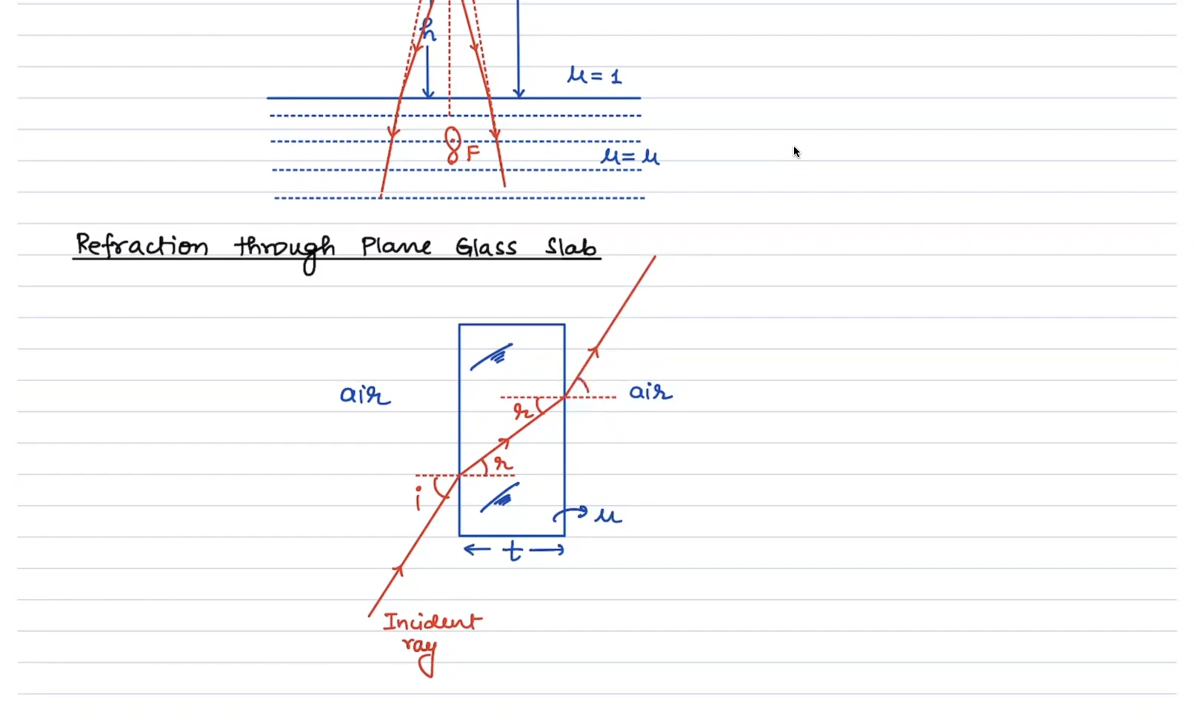 h
μ = 1
F
μ = μ
Refraction through Plane Glass Slab
air
air
r
r
i
μ
← t →
Incident
ray